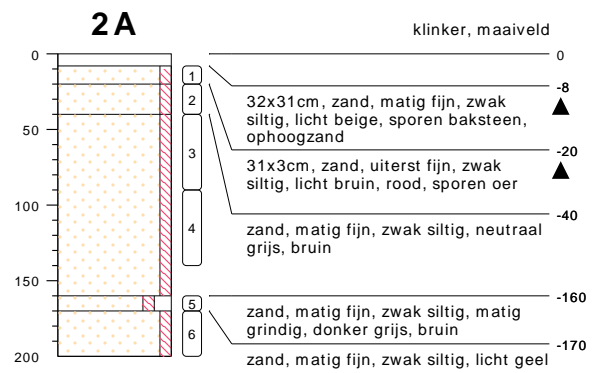 2A
klinker, maaiveld
0
0
1
-8
32x31cm, zand, matig fijn, zwak
siltig, licht beige, sporen baksteen,
ophoogzand
2
-20
31x3cm, zand, uiterst fijn, zwak
siltig, licht bruin, rood, sporen oer
50
3
-40
zand, matig fijn, zwak siltig, neutraal
grijs, bruin
100
4
150
5
-160
zand, matig fijn, zwak siltig, matig
grindig, donker grijs, bruin
6
-170
200
zand, matig fijn, zwak siltig, licht geel